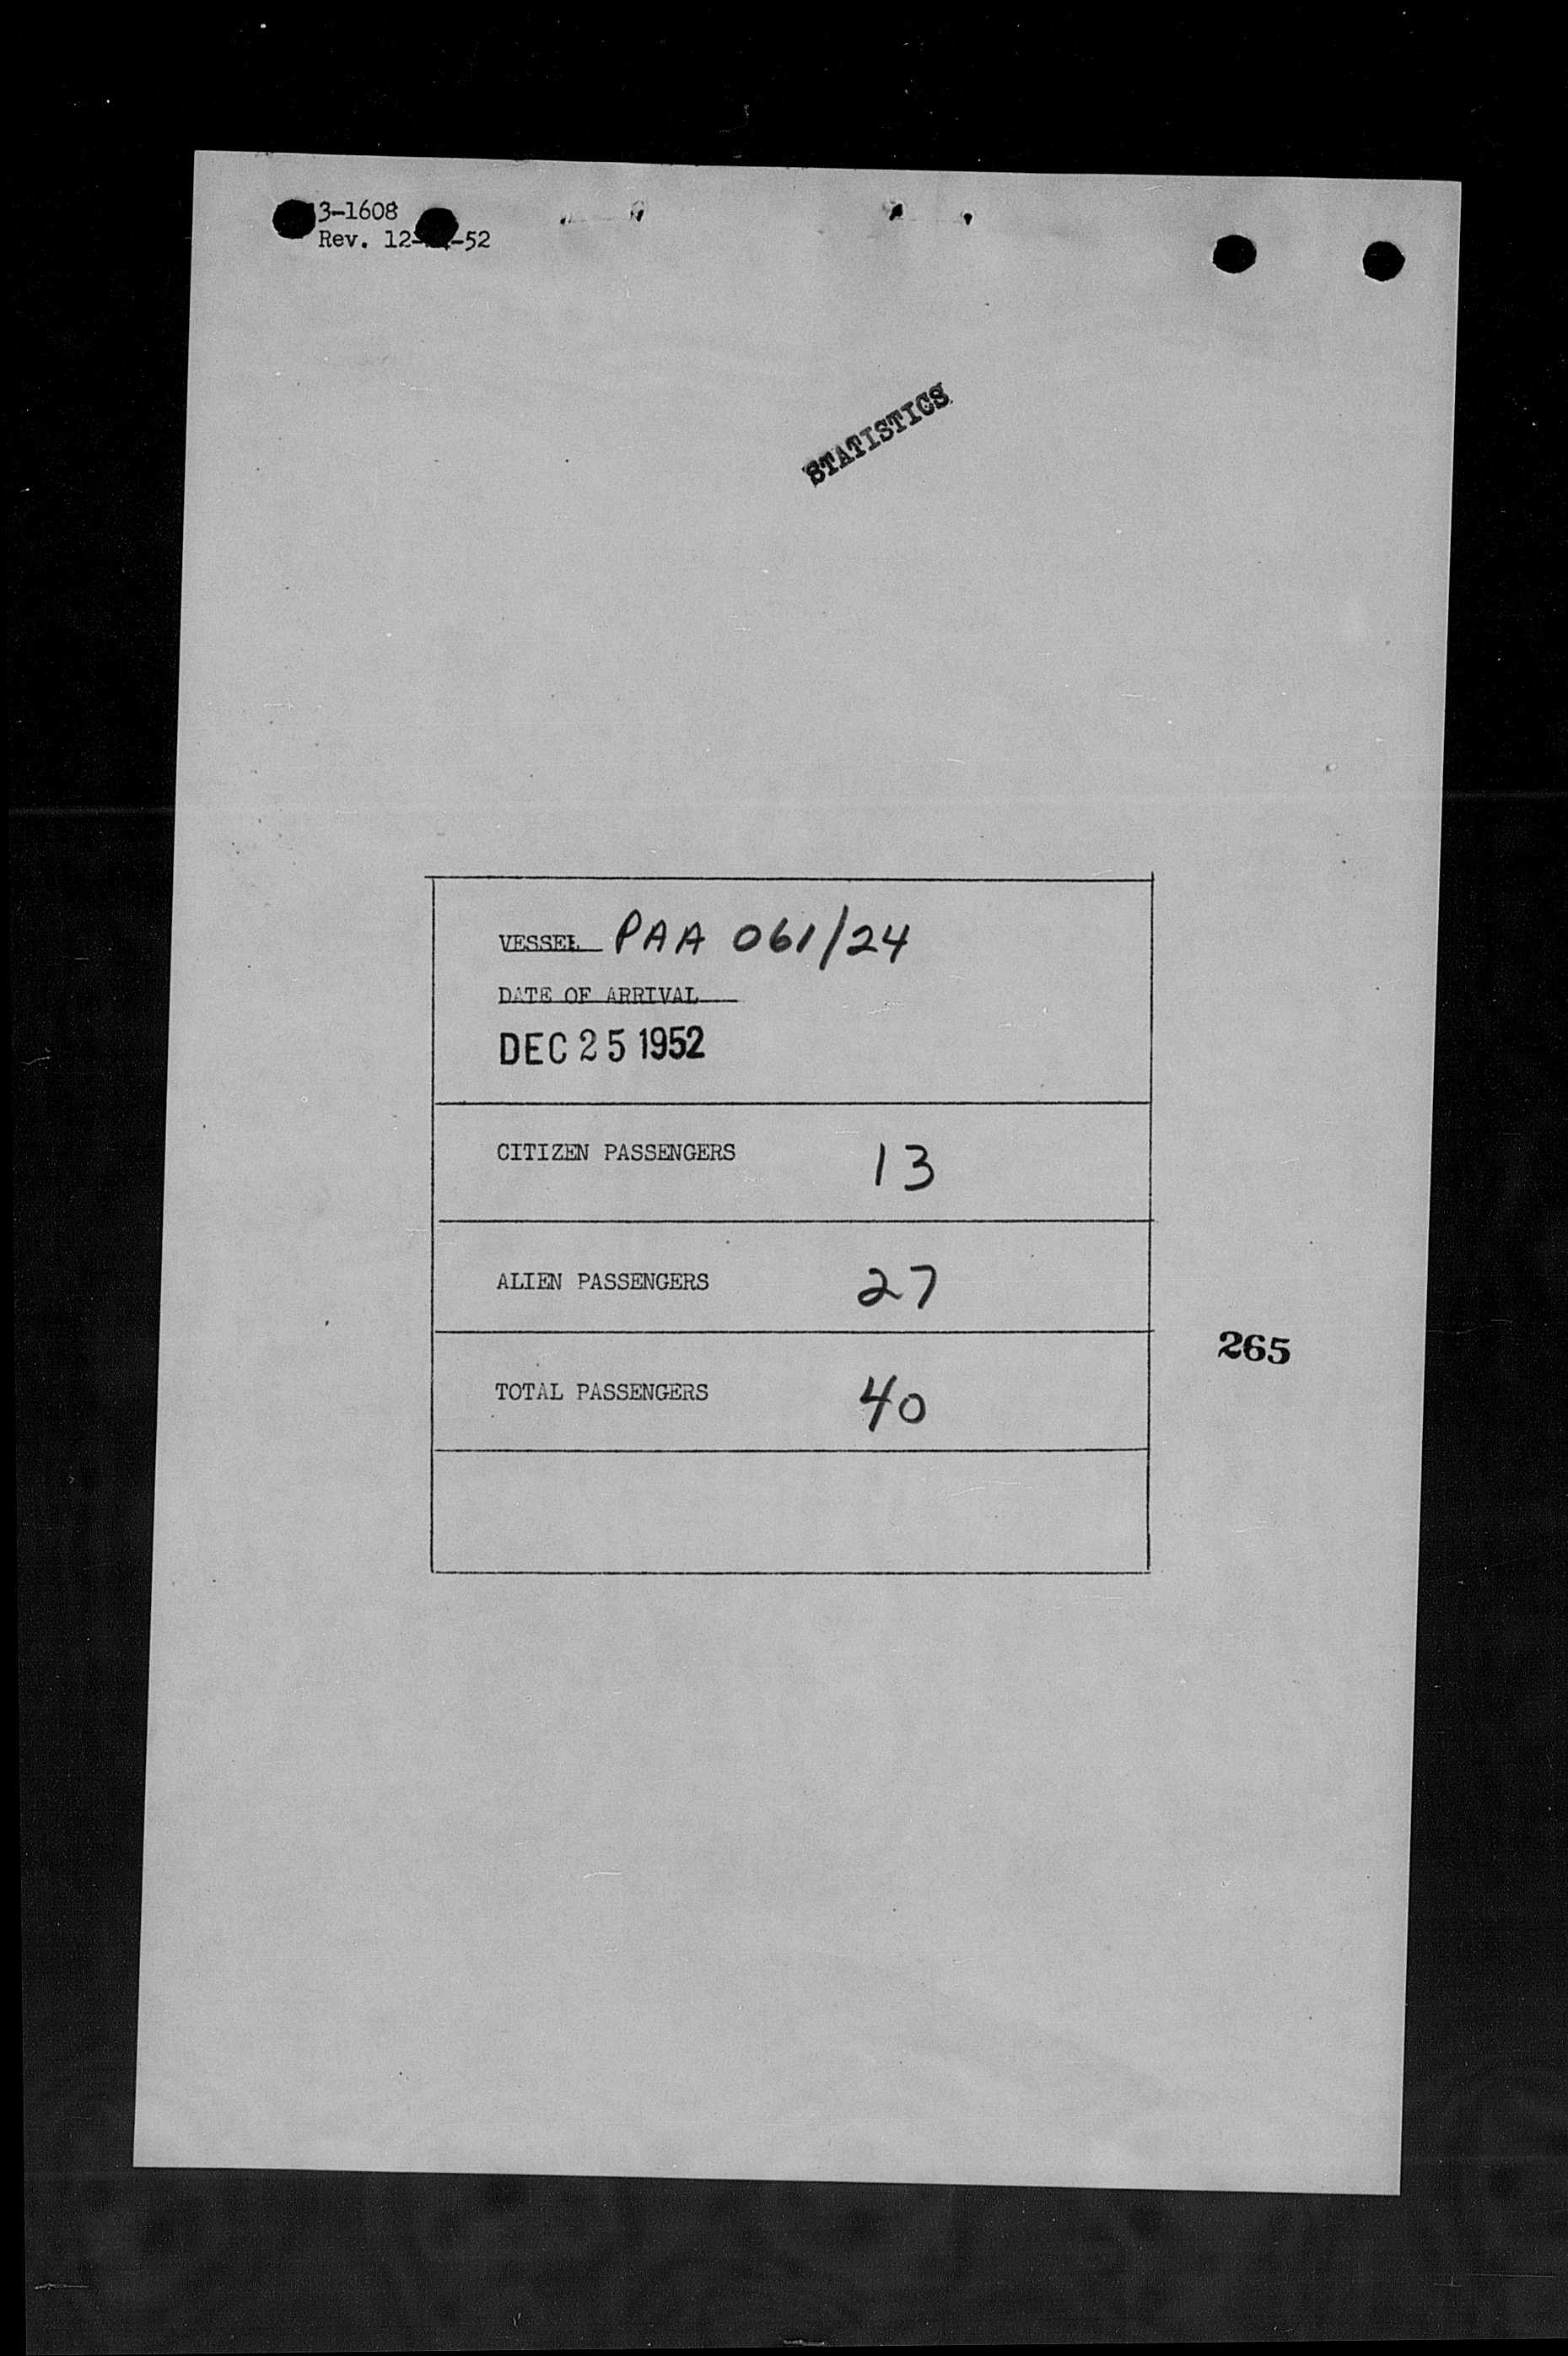 3-1608
Rev. 12- -52
STATISTICS
VESSEL PAA 061/24
DATE OF ARRIVAL
DEC 25 1952
CITIZEN PASSENGERS 13
ALIEN PASSENGERS 27
265
TOTAL PASSENGERS 40